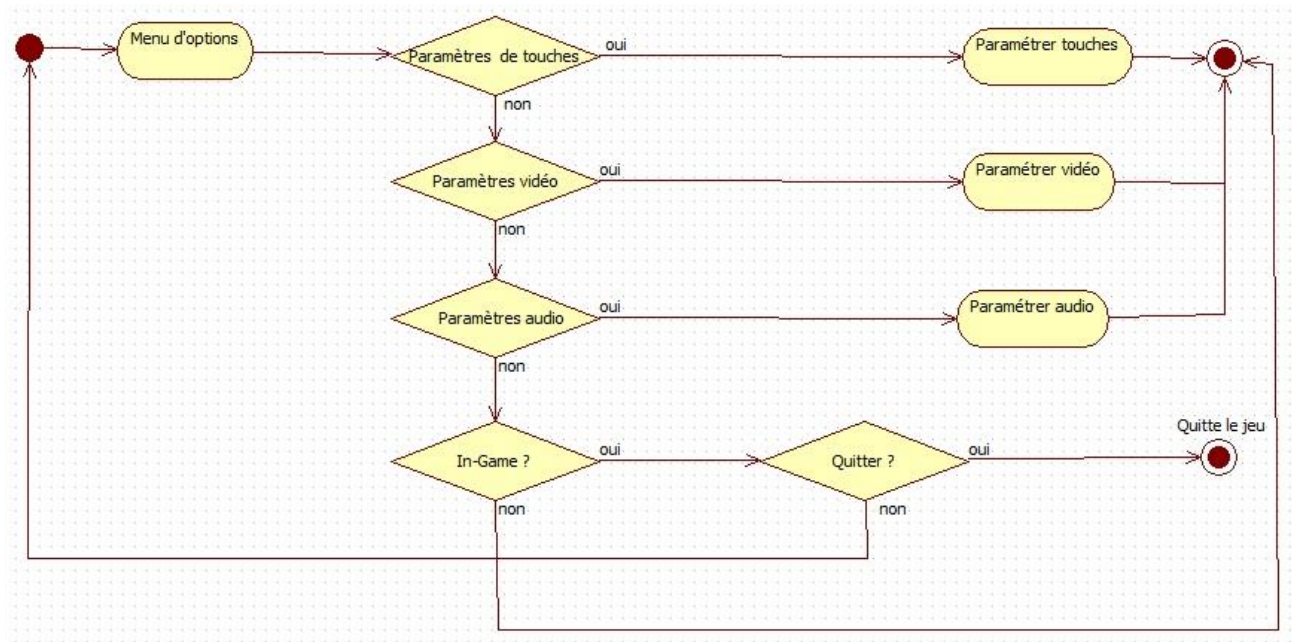 Menu d'options
Paramètres de touches
oui
Paramétrer touches
non
Paramètres vidéo
oui
Paramétrer vidéo
non
Paramètres audio
oui
Paramétrer audio
non
In-Game ?
oui
Quitter ?
oui
Quitte le jeu
non
non